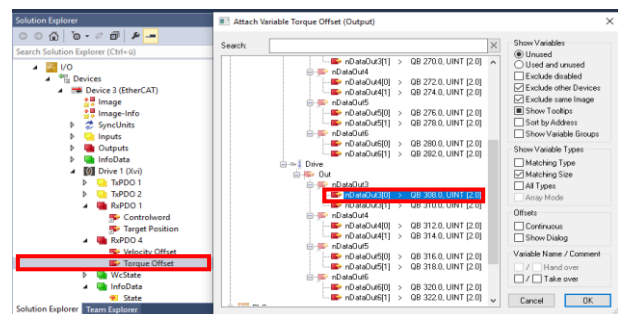 Solution Explorer
Search Solution Explorer (Ctrl+ü)
I/O
Devices
Device 3 (EtherCAT)
Image
Image-Info
SyncUnits
Inputs
Outputs
InfoData
Drive 1 (Xvi)
TxPDO 1
TxPDO 2
RxPDO 1
Controlword
Target Position
RxPDO 4
Velocity Offset
Torque Offset
WcState
InfoData
State
Solution Explorer Team Explorer
Attach Variable Torque Offset (Output)
Search:
nDataOut3[1] > QB 270.0, UINT [2.0]
nDataOut4
nDataOut4[0] > QB 272.0, UINT [2.0]
nDataOut4[1] > QB 274.0, UINT [2.0]
nDataOut5
nDataOut5[0] > QB 276.0, UINT [2.0]
nDataOut5[1] > QB 278.0, UINT [2.0]
nDataOut6
nDataOut6[0] > QB 280.0, UINT [2.0]
nDataOut6[1] > QB 282.0, UINT [2.0]
Drive
Out
nDataOut3
nDataOut3[0] > QB 308.0, UINT [2.0]
nDataOut3[1] > QB 310.0, UINT [2.0]
nDataOut4
nDataOut4[0] > QB 312.0, UINT [2.0]
nDataOut4[1] > QB 314.0, UINT [2.0]
nDataOut5
nDataOut5[0] > QB 316.0, UINT [2.0]
nDataOut5[1] > QB 318.0, UINT [2.0]
nDataOut6
nDataOut6[0] > QB 320.0, UINT [2.0]
nDataOut6[1] > QB 322.0, UINT [2.0]
Show Variables
Unused
Used and unused
Exclude disabled
Exclude other Devices
Exclude same Image
Show Tooltips
Sort by Address
Show Variable Groups
Show Variable Types
Matching Type
Matching Size
All Types
Array Mode
Offsets
Continuous
Show Dialog
Variable Name / Comment
/ Hand over
/ Take over
Cancel OK